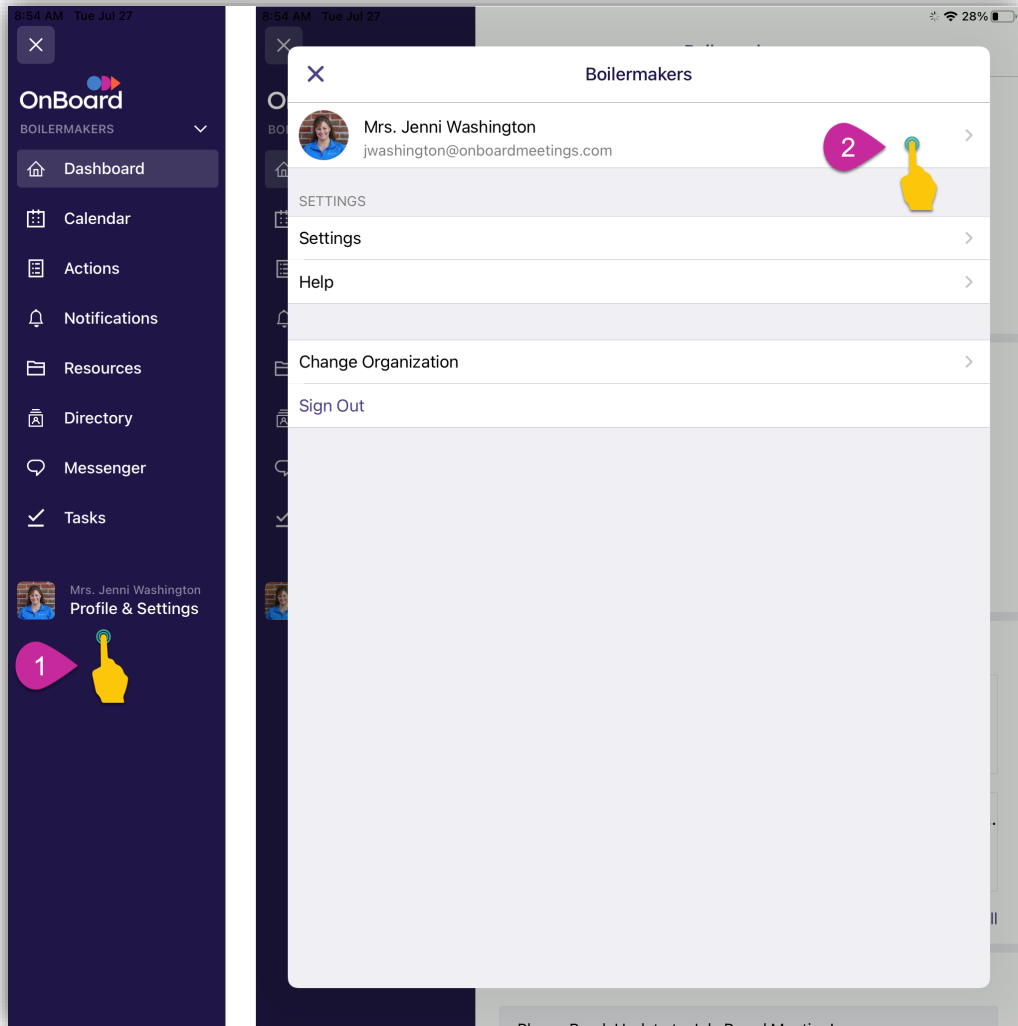 8:54 AM Tue Jul 27
OnBoard
BOILERMAKERS
Dashboard
Calendar
Actions
Notifications
Resources
Directory
Messenger
Tasks
Mrs. Jenni Washington
Profile & Settings
1
8:54 AM Tue Jul 27
28%
Boilermakers
Mrs. Jenni Washington
jwashington@onboardmeetings.com
2
SETTINGS
Settings
Help
Change Organization
Sign Out